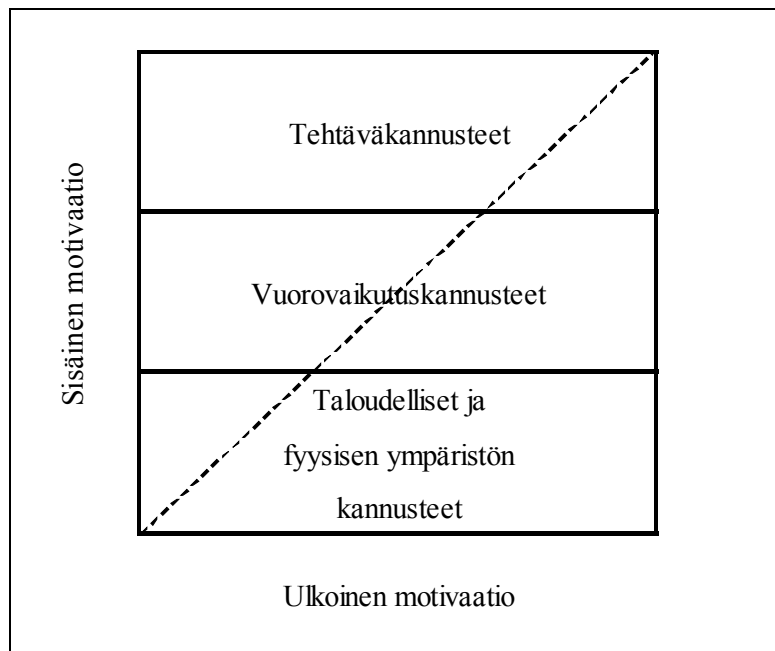 Tehtäväkannusteet
Vuorovaikutuskannusteet
Sisäinen motivaatio
Taloudelliset ja
fyysisen ympäristön
kannusteet
Ulkoinen motivaatio